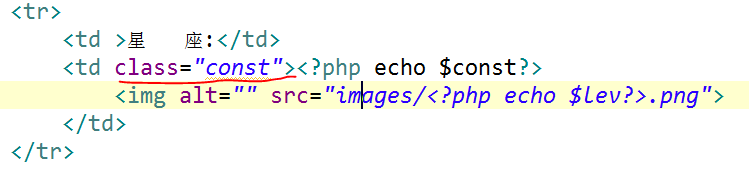 <tr>
<td >星 座:</td>
<td class="const"><?php echo $const?>
<img alt="" src="images/<?php echo $lev?>.png">
</td>
</tr>